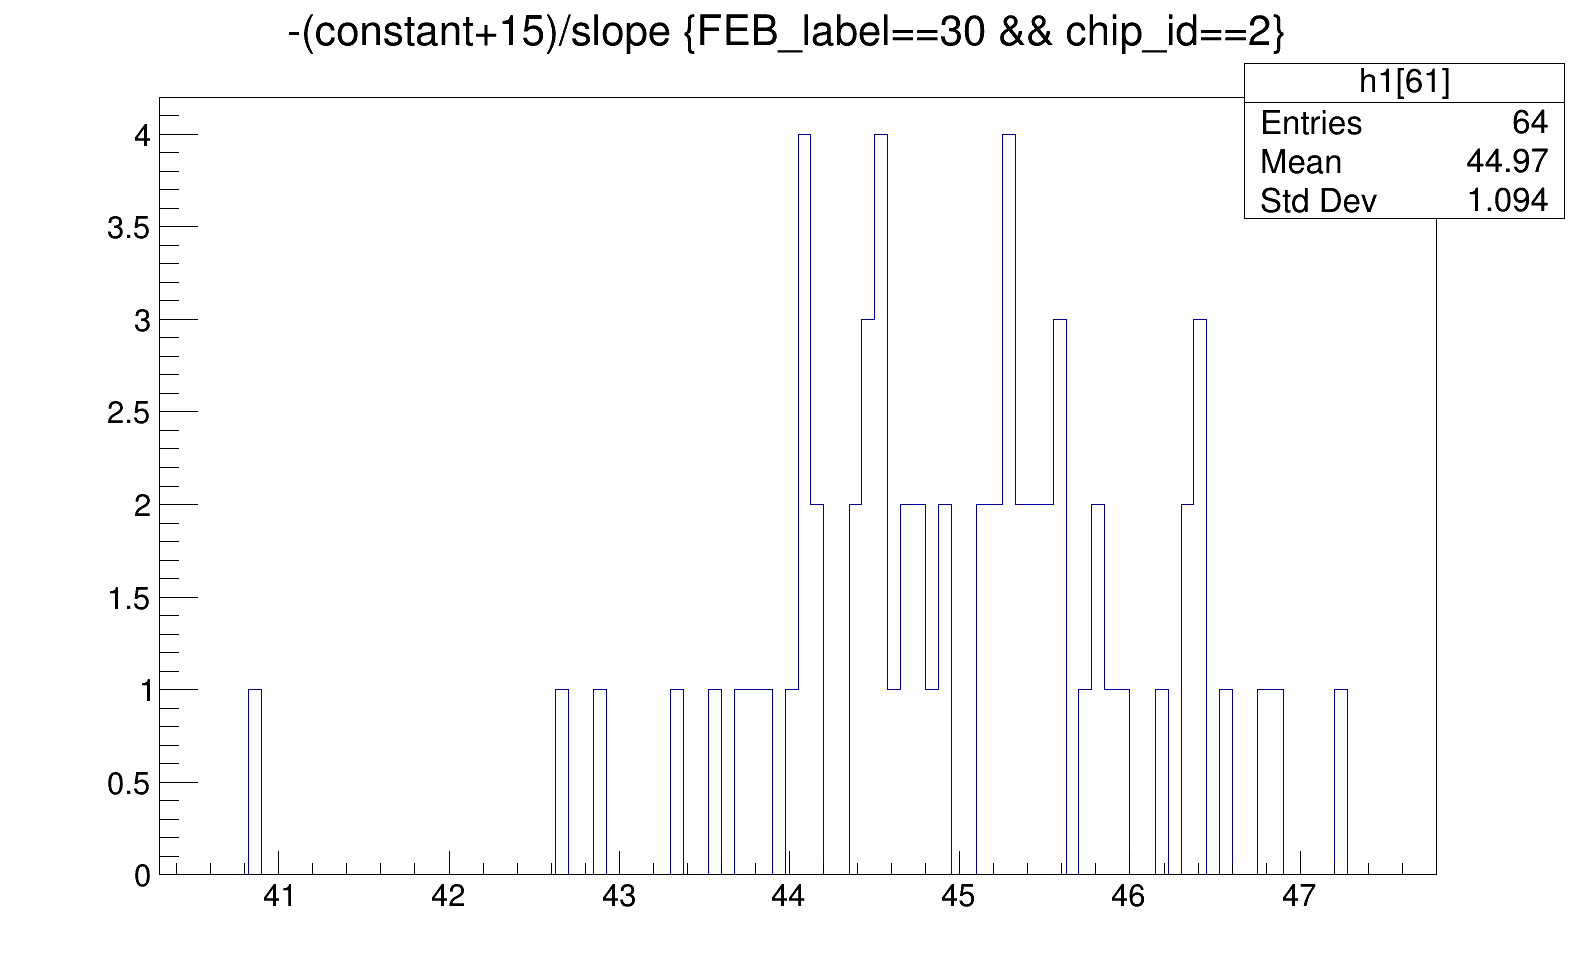 -(constant+15)/slope {FEB_label==30 && chip_id==2}
h1[61]
Entries 64
Mean 44.97
Std Dev 1.094
4
3.5
3
2.5
2
1.5
1
0.5
0
41 42 43 44 45 46 47